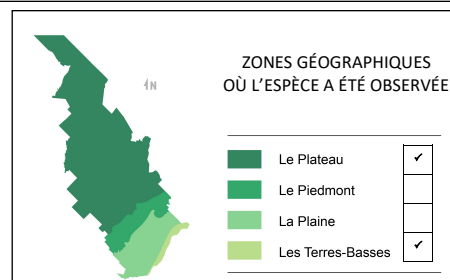 ZONES GÉOGRAPHIQUES
OÙ L'ESPÈCE A ÉTÉ OBSERVÉE
N
Le Plateau ✓
Le Piedmont
La Plaine
Les Terres-Basses ✓